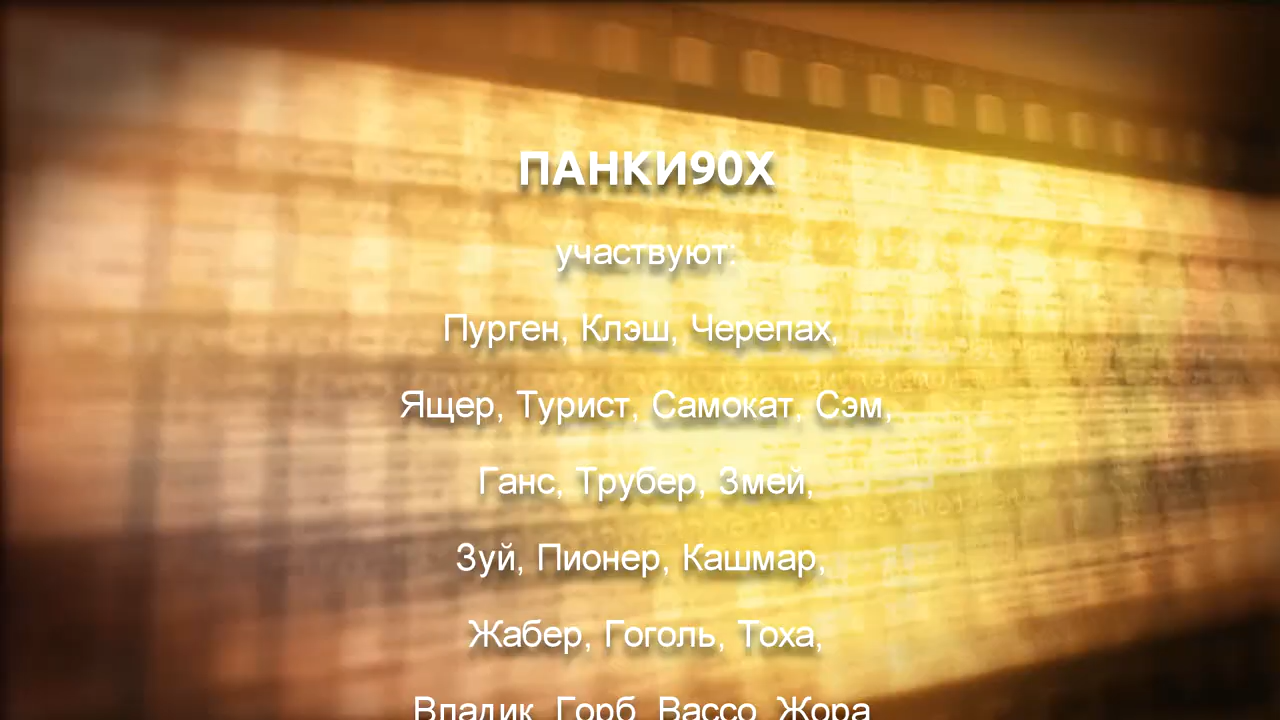 ПАНКИ90Х
участвуют:
Пурген, Клэш, Черепах,
Ящер, Турист, Самокат, Сэм,
Ганс, Трубер, Змей,
Зуй, Пионер, Кашмар,
Жабер, Гоголь, Тоха,
Владик, Горб, Вассо, Жора